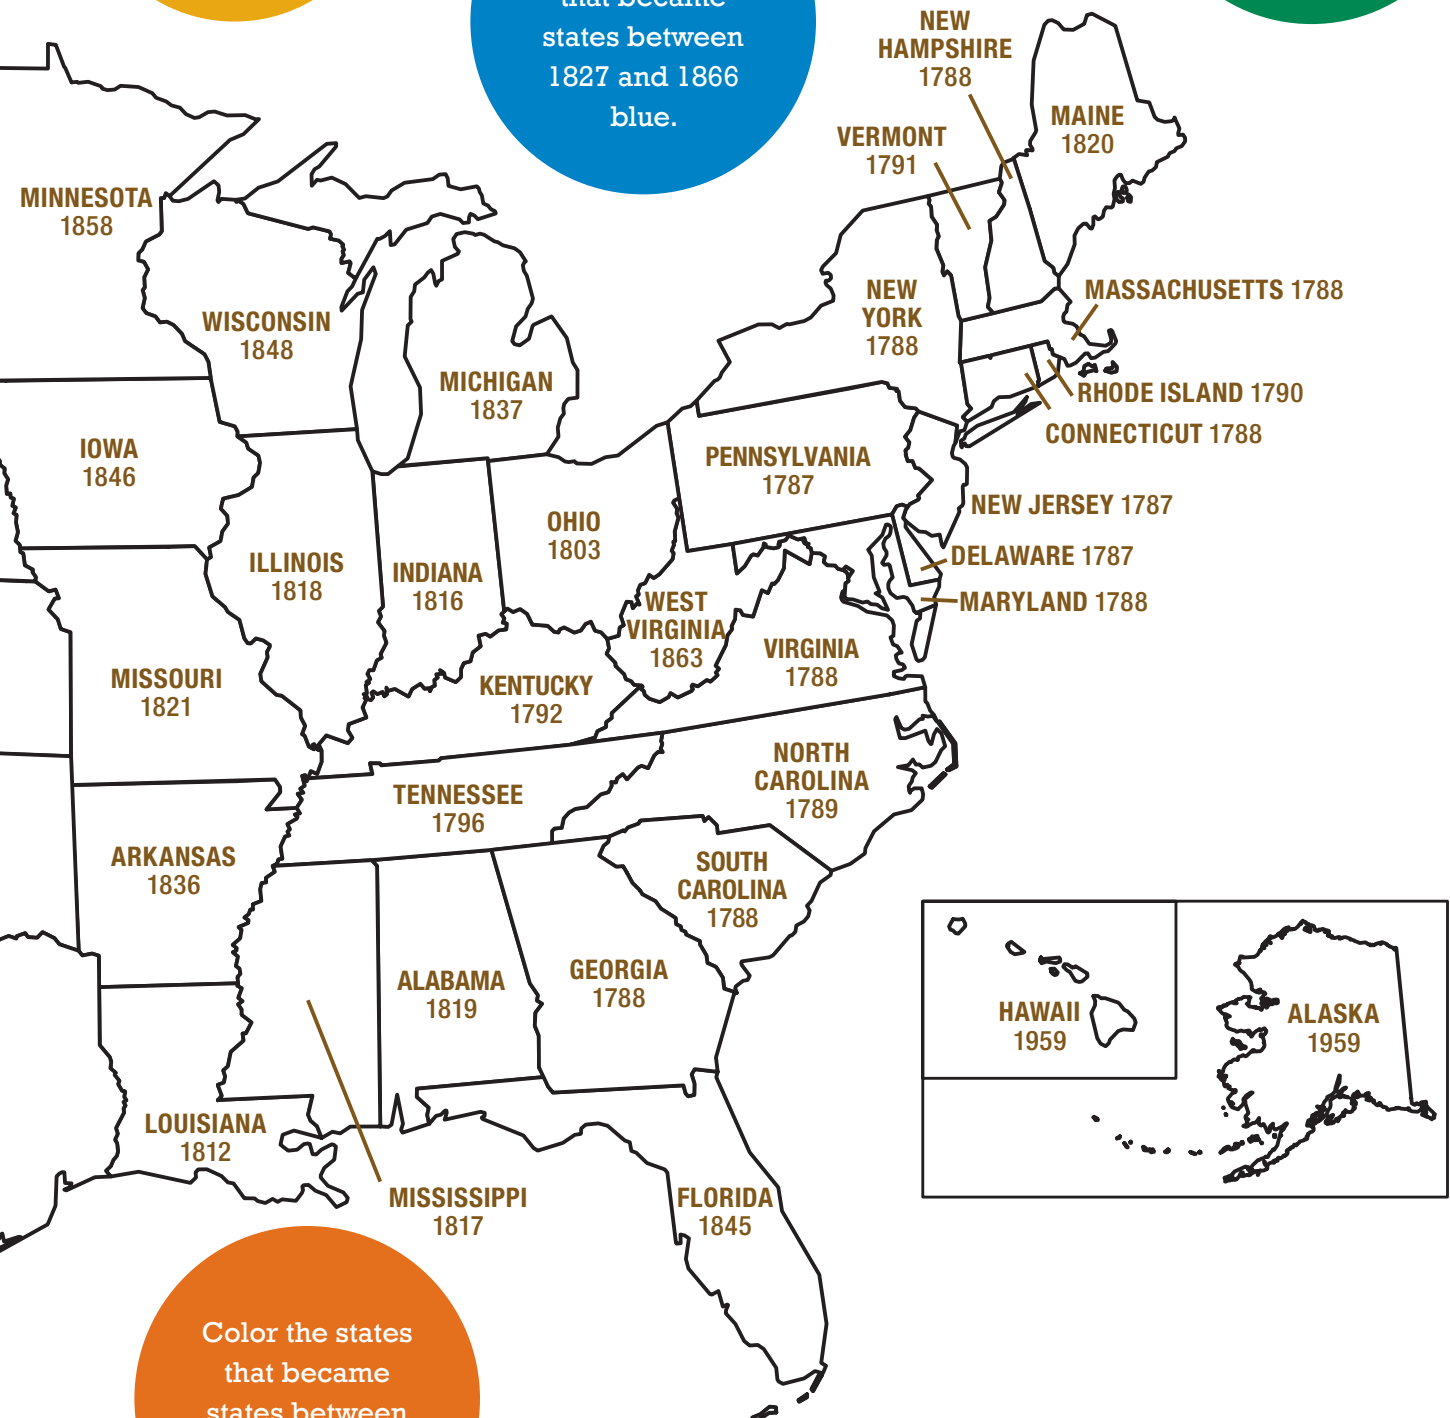 that became
states between
1827 and 1866
blue.
NEW
HAMPSHIRE
1788
MAINE
1820
VERMONT
1791
MINNESOTA
1858
WISCONSIN
1848
MICHIGAN
1837
NEW
YORK
1788
MASSACHUSETTS 1788
RHODE ISLAND 1790
CONNECTICUT 1788
IOWA
1846
PENNSYLVANIA
1787
NEW JERSEY 1787
ILLINOIS
1818
INDIANA
1816
OHIO
1803
DELAWARE 1787
MARYLAND 1788
WEST
VIRGINIA
1863
VIRGINIA
1788
MISSOURI
1821
KENTUCKY
1792
NORTH
CAROLINA
1789
TENNESSEE
1796
ARKANSAS
1836
SOUTH
CAROLINA
1788
ALABAMA
1819
GEORGIA
1788
HAWAII
1959
ALASKA
1959
LOUISIANA
1812
MISSISSIPPI
1817
FLORIDA
1845
Color the states
that became
states between